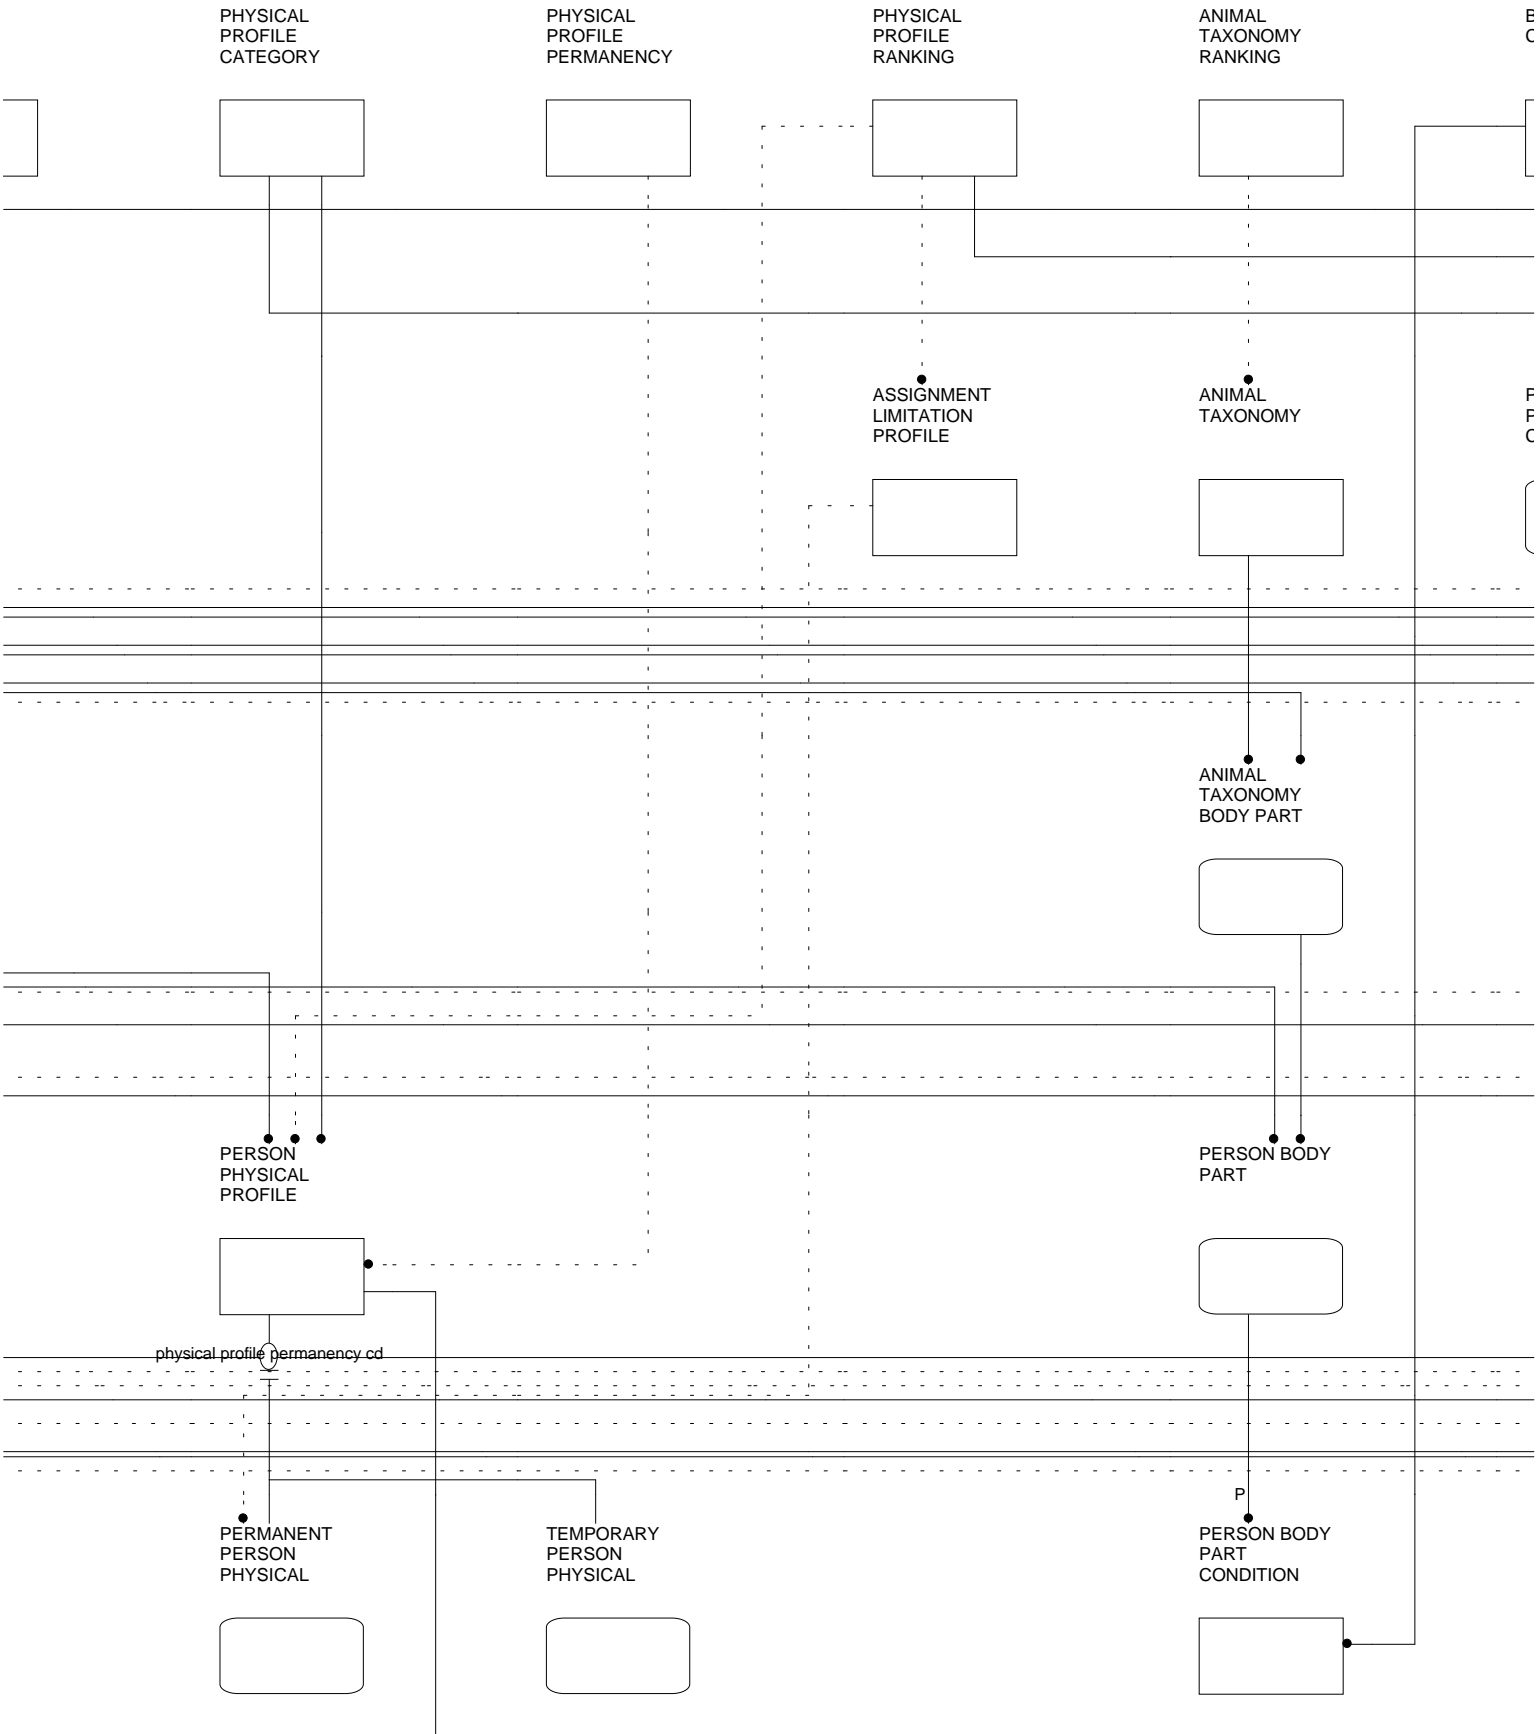 PHYSICAL
PROFILE
CATEGORY
PHYSICAL
PROFILE
PERMANENCY
PHYSICAL
PROFILE
RANKING
ANIMAL
TAXONOMY
RANKING
B
C
ASSIGNMENT
LIMITATION
PROFILE
ANIMAL
TAXONOMY
P
P
C
ANIMAL
TAXONOMY
BODY PART
PERSON
PHYSICAL
PROFILE
PERSON BODY
PART
physical profile permanency cd
P
PERMANENT
PERSON
PHYSICAL
TEMPORARY
PERSON
PHYSICAL
PERSON BODY
PART
CONDITION